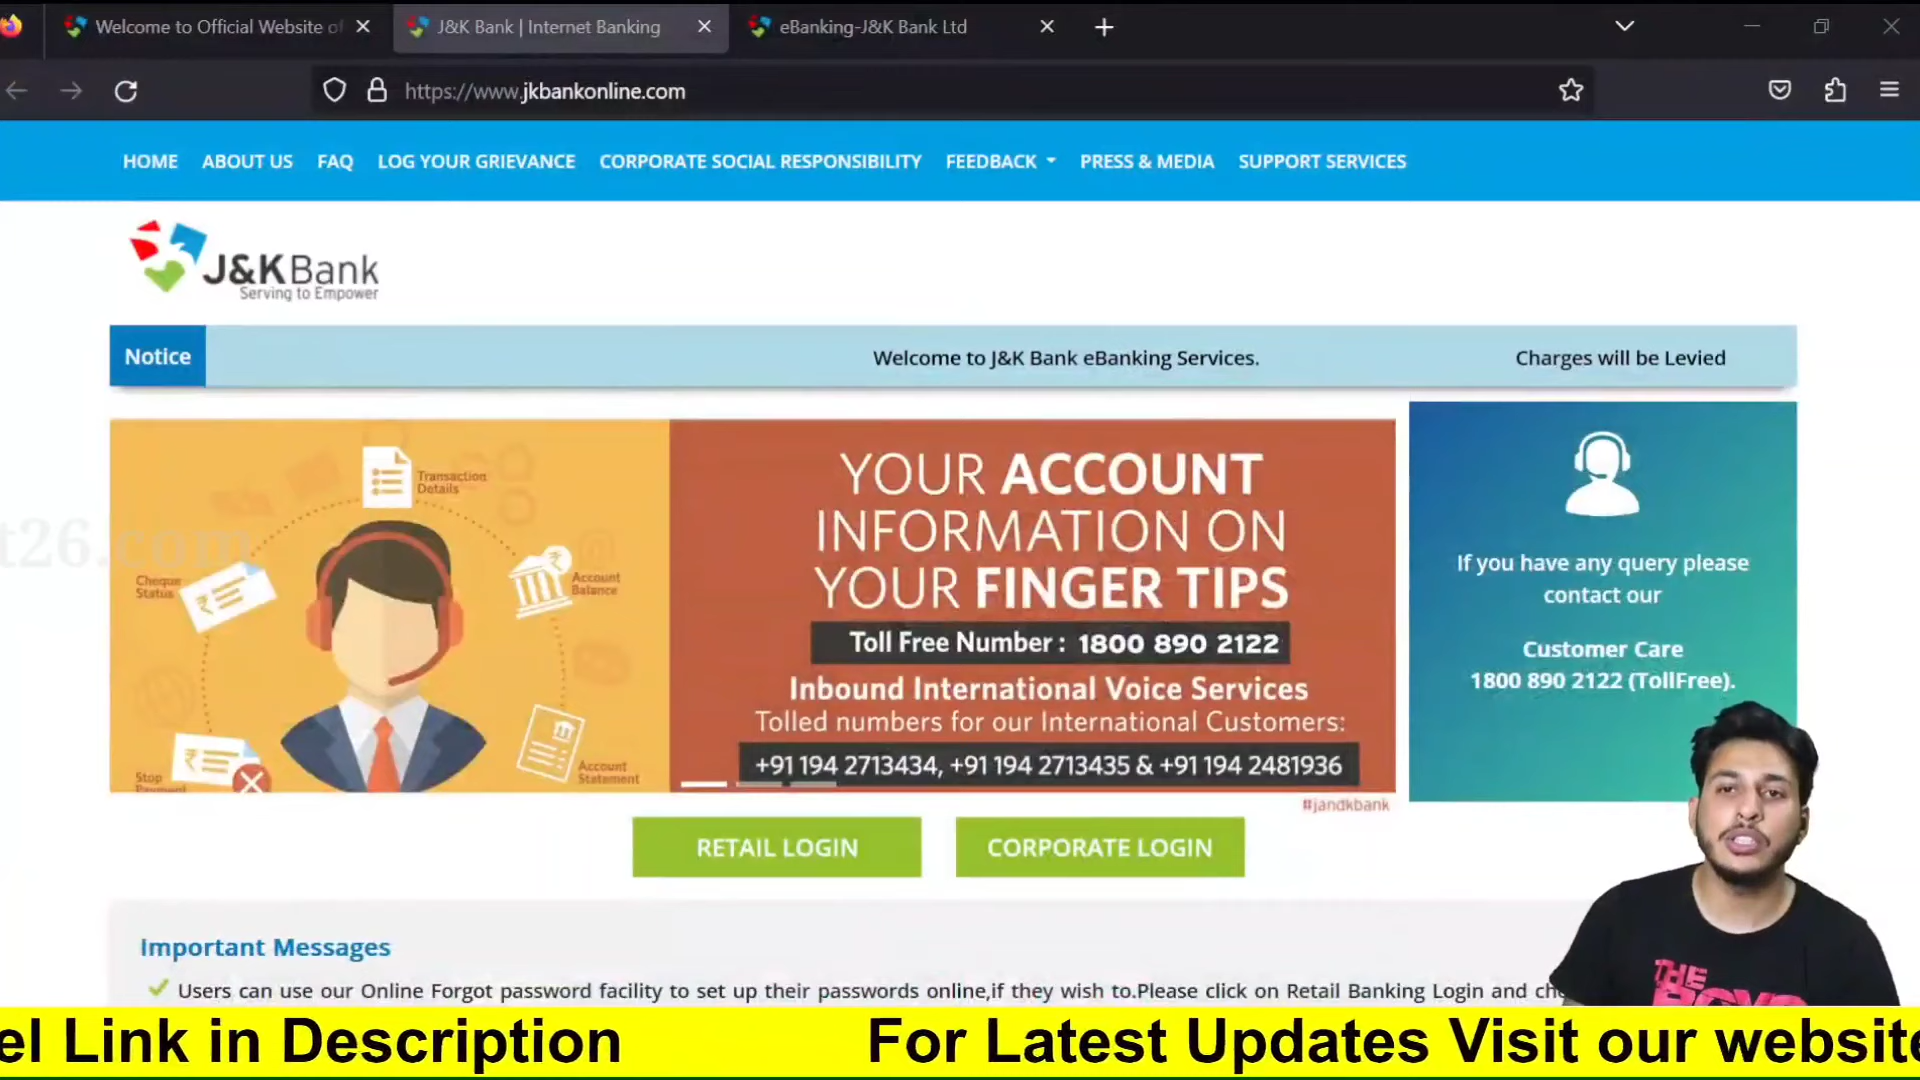 Welcome to Official Website of
J&K Bank | Internet Banking
eBanking-J&K Bank Ltd
https://www.jkbankonline.com
HOME ABOUT US FAQ LOG YOUR GRIEVANCE CORPORATE SOCIAL RESPONSIBILITY FEEDBACK PRESS & MEDIA SUPPORT SERVICES
J&K Bank
Serving to Empower
Notice
Welcome to J&K Bank eBanking Services.
Charges will be Levied
Transaction
Details
Cheque
Status
Account
Balance
Stop
Payment
Account
Statement
t26.com
YOUR ACCOUNT
INFORMATION ON
YOUR FINGER TIPS
Toll Free Number : 1800 890 2122
Inbound International Voice Services
Tolled numbers for our International Customers:
+91 194 2713434, +91 194 2713435 & +91 194 2481936
#jandkbank
If you have any query please
contact our
Customer Care
1800 890 2122 (TollFree).
RETAIL LOGIN
CORPORATE LOGIN
Important Messages
Users can use our Online Forgot password facility to set up their passwords online,if they wish to.Please click on Retail Banking Login and
THE
el Link in Description
For Latest Updates Visit our website